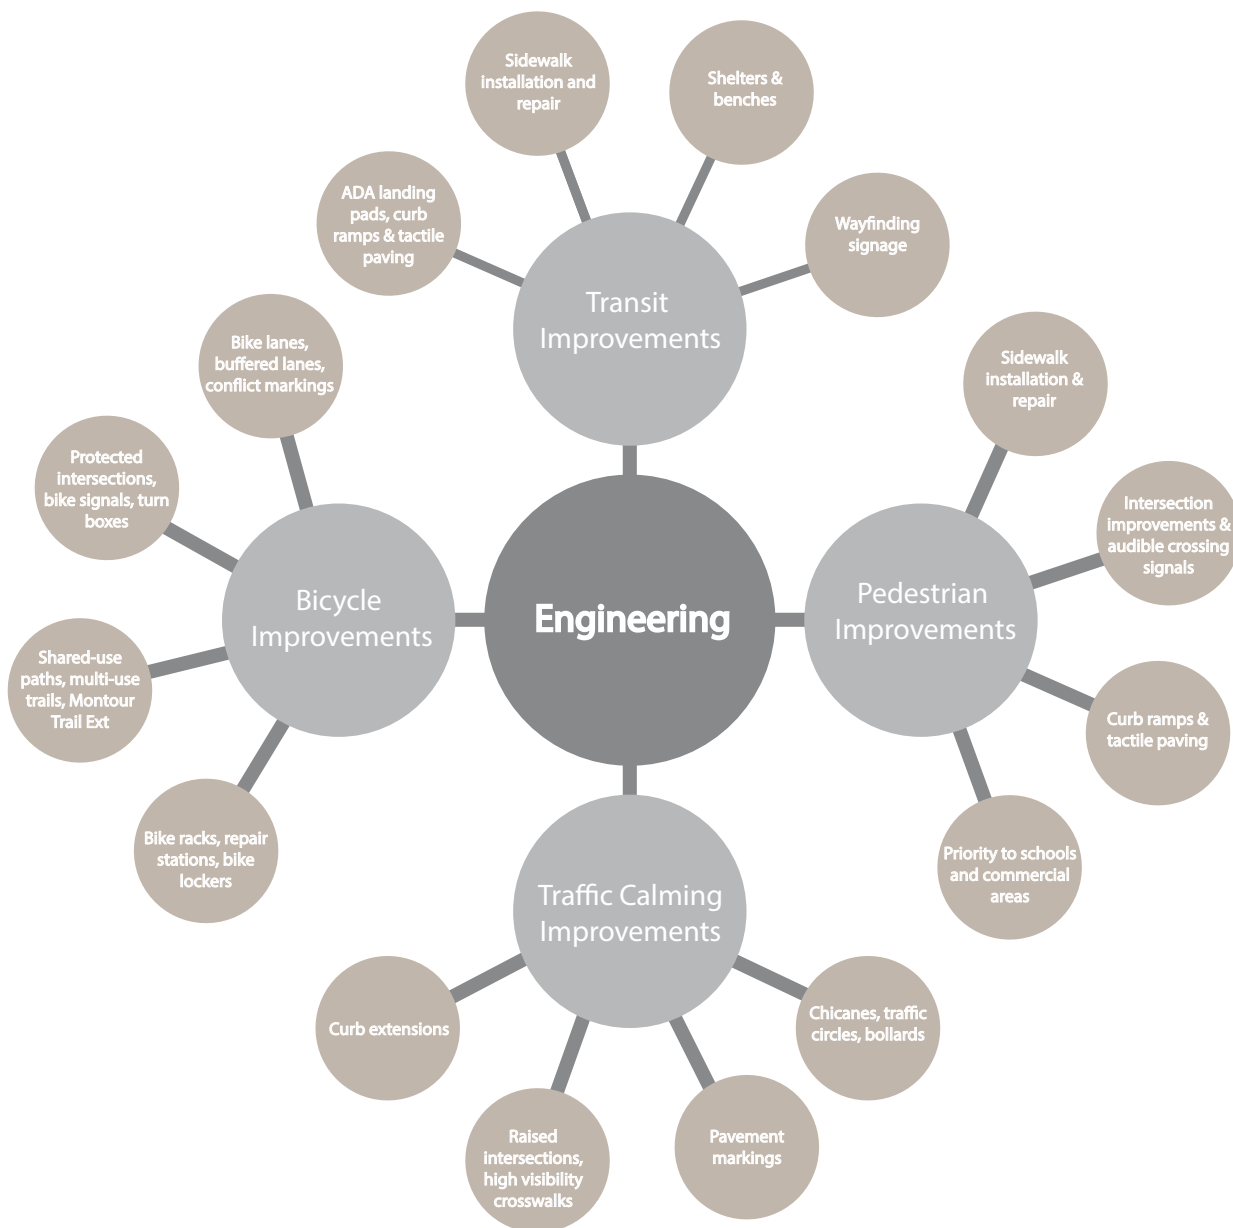 Sidewalk
installation and
repair
Shelters &
benches
ADA landing
pads, curb
ramps & tactile
paving
Wayfinding
signage
Transit
Improvements
Bike lanes,
buffered lanes,
conflict markings
Protected
intersections,
bike signals, turn
boxes
Shared-use
paths, multi-use
trails, Montour
Trail Ext
Bike racks, repair
stations, bike
lockers
Bicycle
Improvements
Engineering
Pedestrian
Improvements
Sidewalk
installation &
repair
Intersection
improvements &
audible crossing
signals
Curb ramps &
tactile paving
Priority to schools
and commercial
areas
Traffic Calming
Improvements
Curb extensions
Raised
intersections,
high visibility
crosswalks
Pavement
markings
Chicanes, traffic
circles, bollards